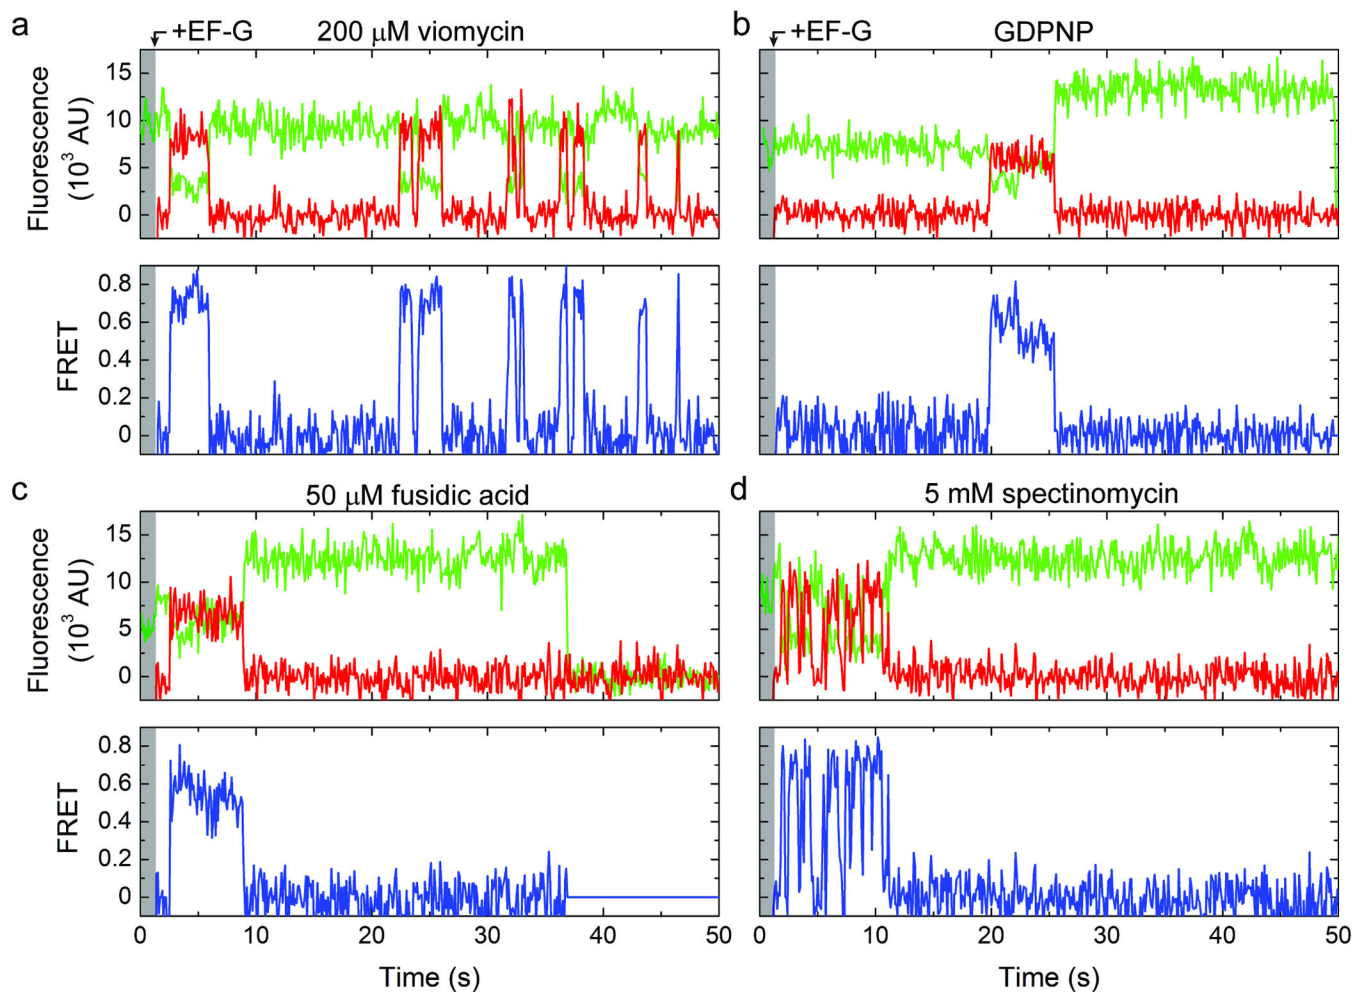 a +EF-G 200 μM viomycin
b +EF-G GDPNP
Fluorescence
(10³ AU)
15
10
5
0
FRET
0.8
0.6
0.4
0.2
0
c 50 μM fusidic acid
d 5 mM spectinomycin
Fluorescence
(10³ AU)
15
10
5
0
FRET
0.8
0.6
0.4
0.2
0
0 10 20 30 40 50
0 10 20 30 40 50
Time (s)
Time (s)